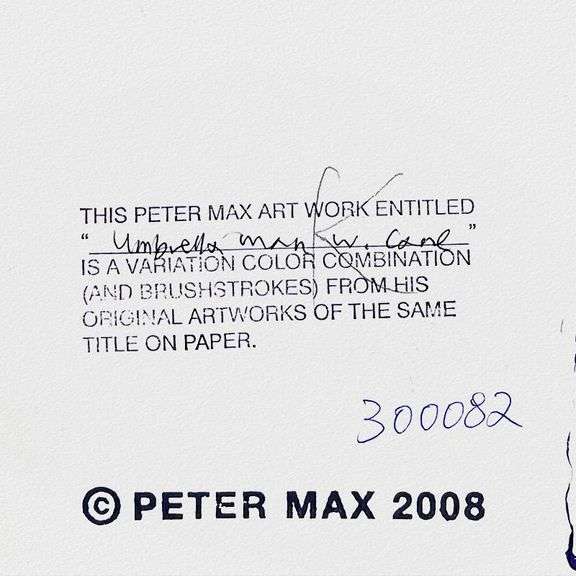 THIS PETER MAX ART WORK ENTITLED
“ Umbrella man w. Cane ”
IS A VARIATION COLOR COMBINATION
(AND BRUSHSTROKES) FROM HIS
ORIGINAL ARTWORKS OF THE SAME
TITLE ON PAPER.
300082
© PETER MAX 2008